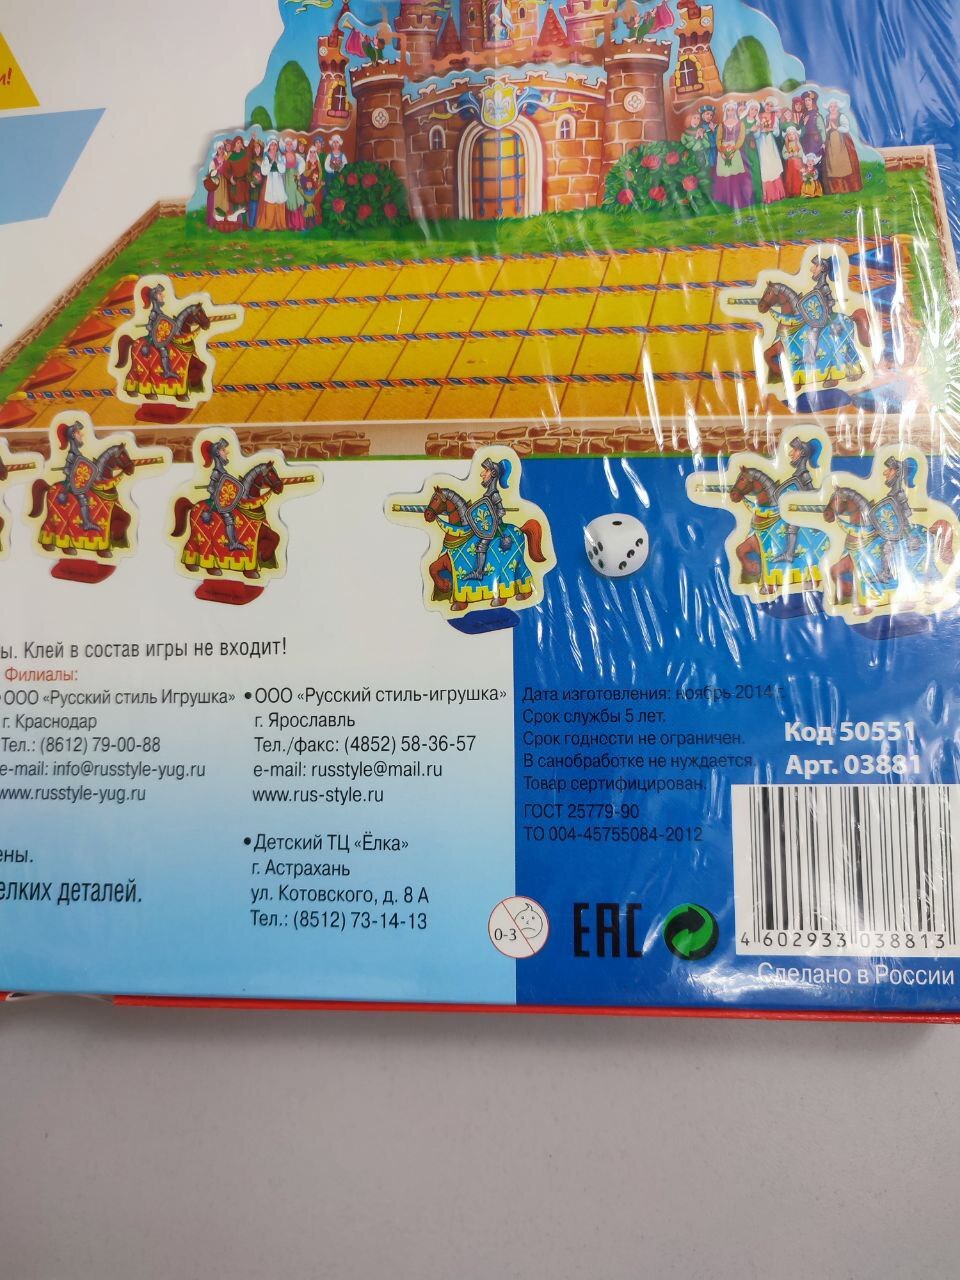 и!
ы. Клей в состав игры не входит!
Филиалы:
ООО «Русский стиль Игрушка»
г. Краснодар
Тел.: (8612) 79-00-88
e-mail: info@russtyle-yug.ru
www.russtyle-yug.ru
ены.
елких деталей.
• ООО «Русский стиль-игрушка»
г. Ярославль
Тел./факс: (4852) 58-36-57
e-mail: russtyle@mail.ru
www.rus-style.ru
• Детский ТЦ «Ёлка»
г. Астрахань
ул. Котовского, д. 8 А
Тел.: (8512) 73-14-13
Дата изготовления: ноябрь 2014 г.
Срок службы 5 лет.
Срок годности не ограничен.
В санобработке не нуждается.
Товар сертифицирован.
ГОСТ 25779-90
ТО 004-45755084-2012
0-3
EAC
Код 50551
Арт. 03881
4 602933 038813
Сделано в России